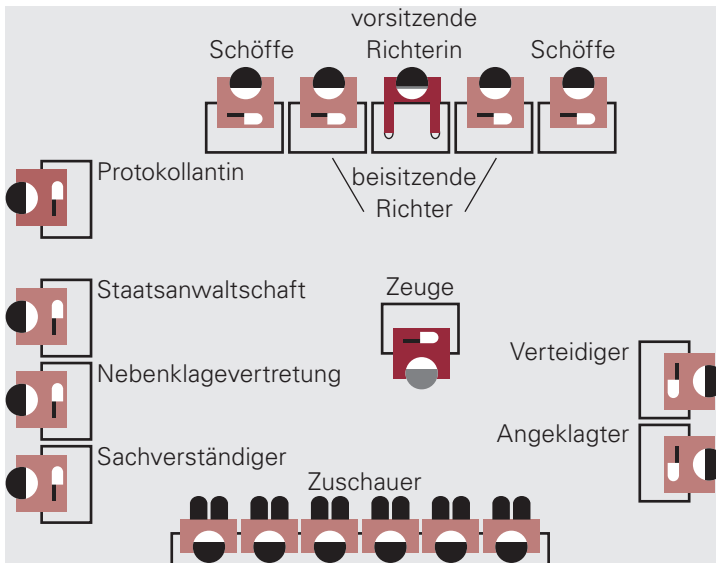 vorsitzende
Schöffe Richterin Schöffe
Protokollantin
beisitzende
Richter
Staatsanwaltschaft
Zeuge
Verteidiger
Nebenklagevertretung
Angeklagter
Sachverständiger
Zuschauer